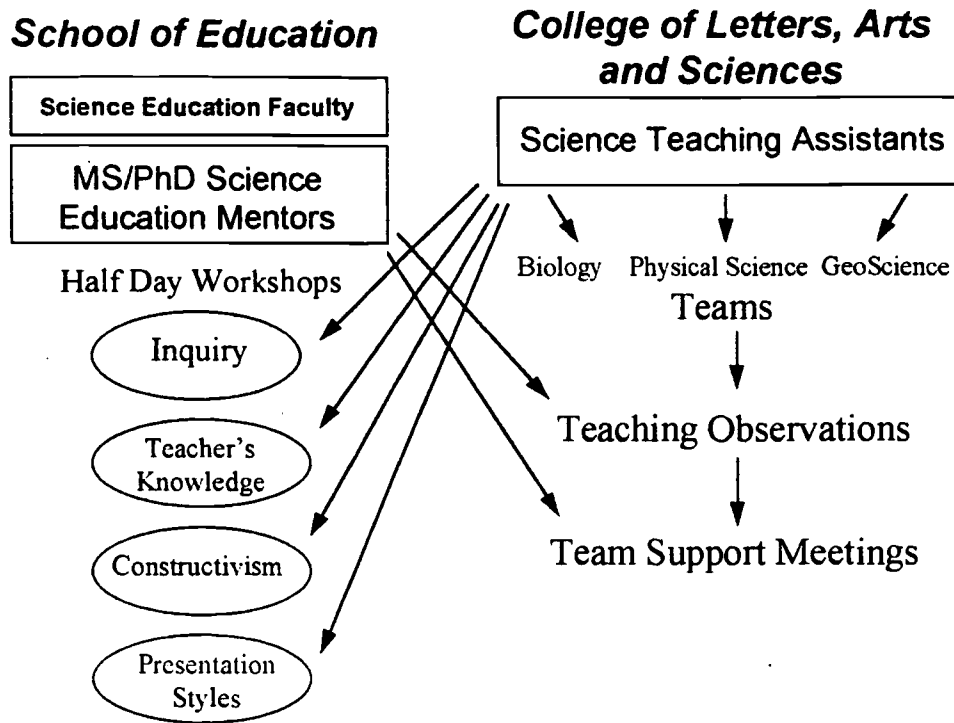 School of Education
Science Education Faculty
MS/PhD Science
Education Mentors
Half Day Workshops
Inquiry
Teacher's
Knowledge
Constructivism
Presentation
Styles
College of Letters, Arts
and Sciences
Science Teaching Assistants
Biology Physical Science GeoScience
Teams
Teaching Observations
Team Support Meetings